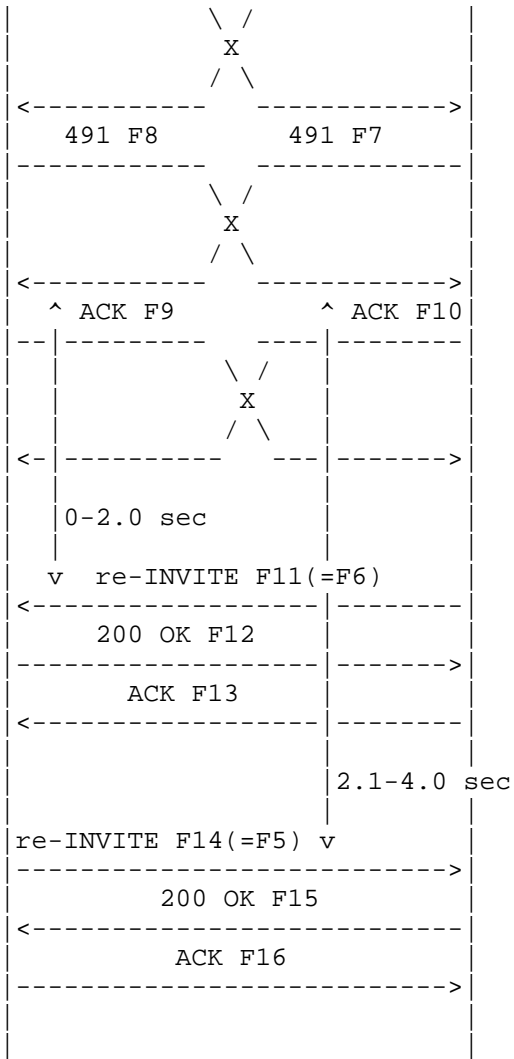 491 F8 491 F7
^ ACK F9 ^ ACK F10
0-2.0 sec
v re-INVITE F11(=F6)
200 OK F12
ACK F13
2.1-4.0 sec
re-INVITE F14(=F5) v
200 OK F15
ACK F16